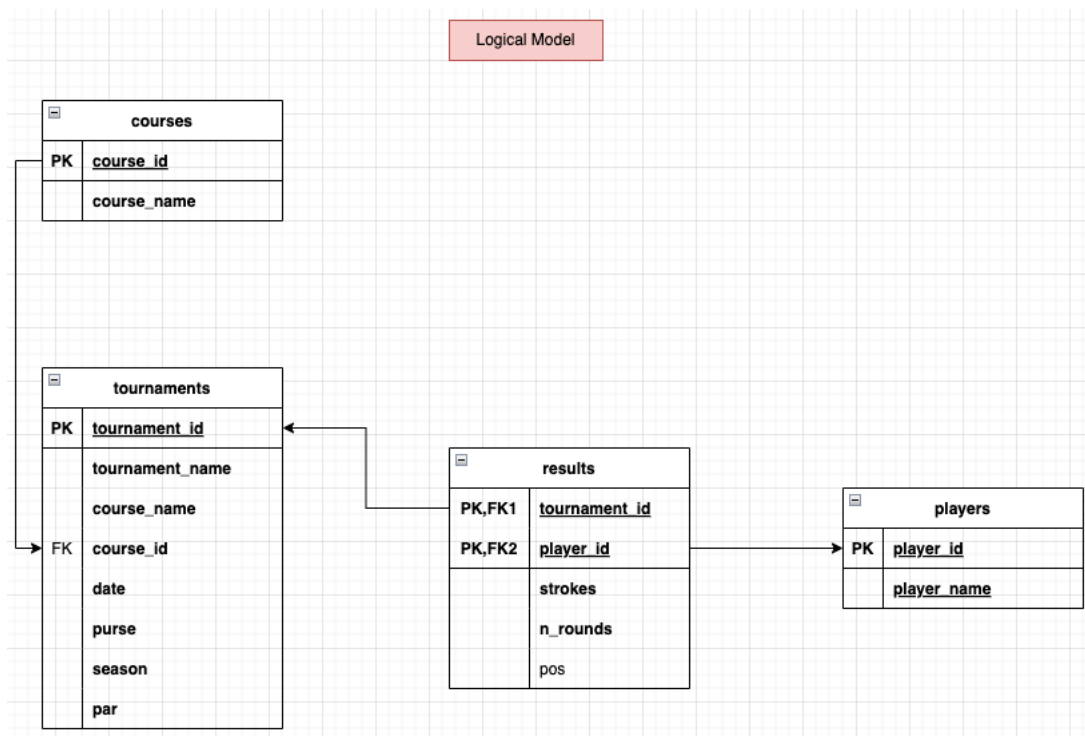 Logical Model
courses
PK course_id
course_name
tournaments
PK tournament_id
tournament_name
course_name
FK course_id
date
purse
season
par
results
PK,FK1 tournament_id
PK,FK2 player_id
strokes
n_rounds
pos
players
PK player_id
player_name